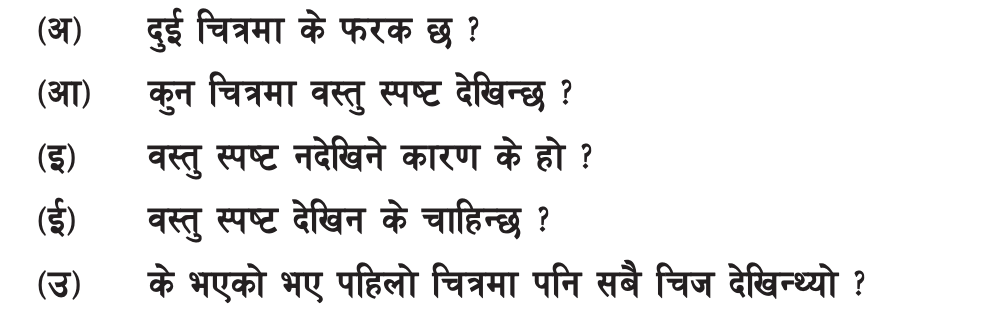 (अ) दुई चित्रमा के फरक छ ?
(आ) कुन चित्रमा वस्तु स्पष्ट देखिन्छ ?
(इ) वस्तु स्पष्ट नदेखिने कारण के हो ?
(ई) वस्तु स्पष्ट देखिन के चाहिन्छ ?
(उ) के भएको भए पहिलो चित्रमा पनि सबै चिज देखिन्थ्यो ?